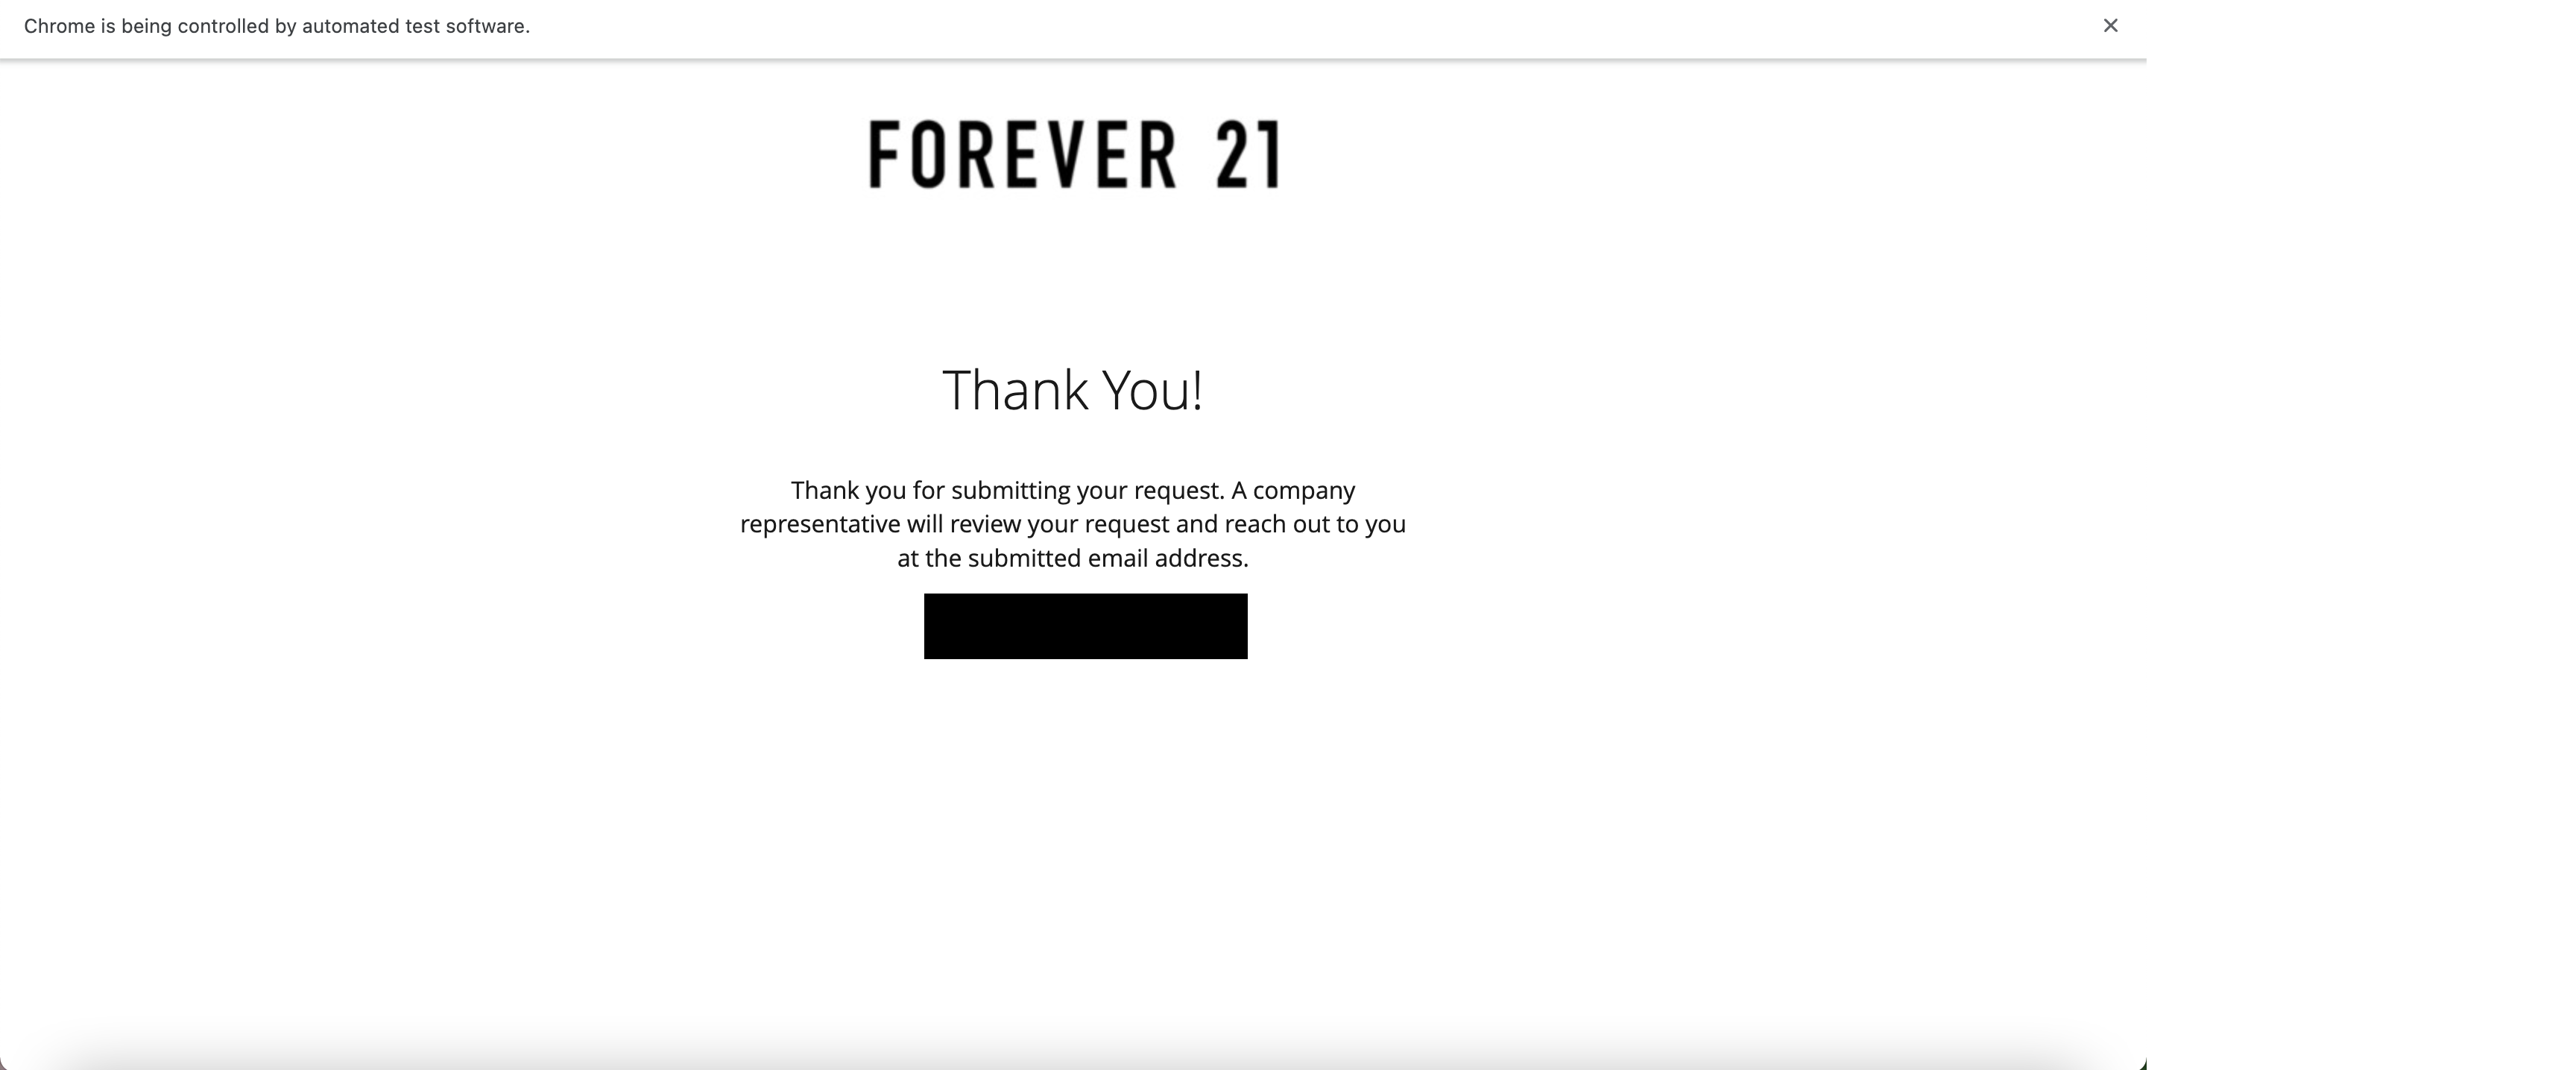 Chrome is being controlled by automated test software.
FOREVER 21
Thank You!
Thank you for submitting your request. A company
representative will review your request and reach out to you
at the submitted email address.